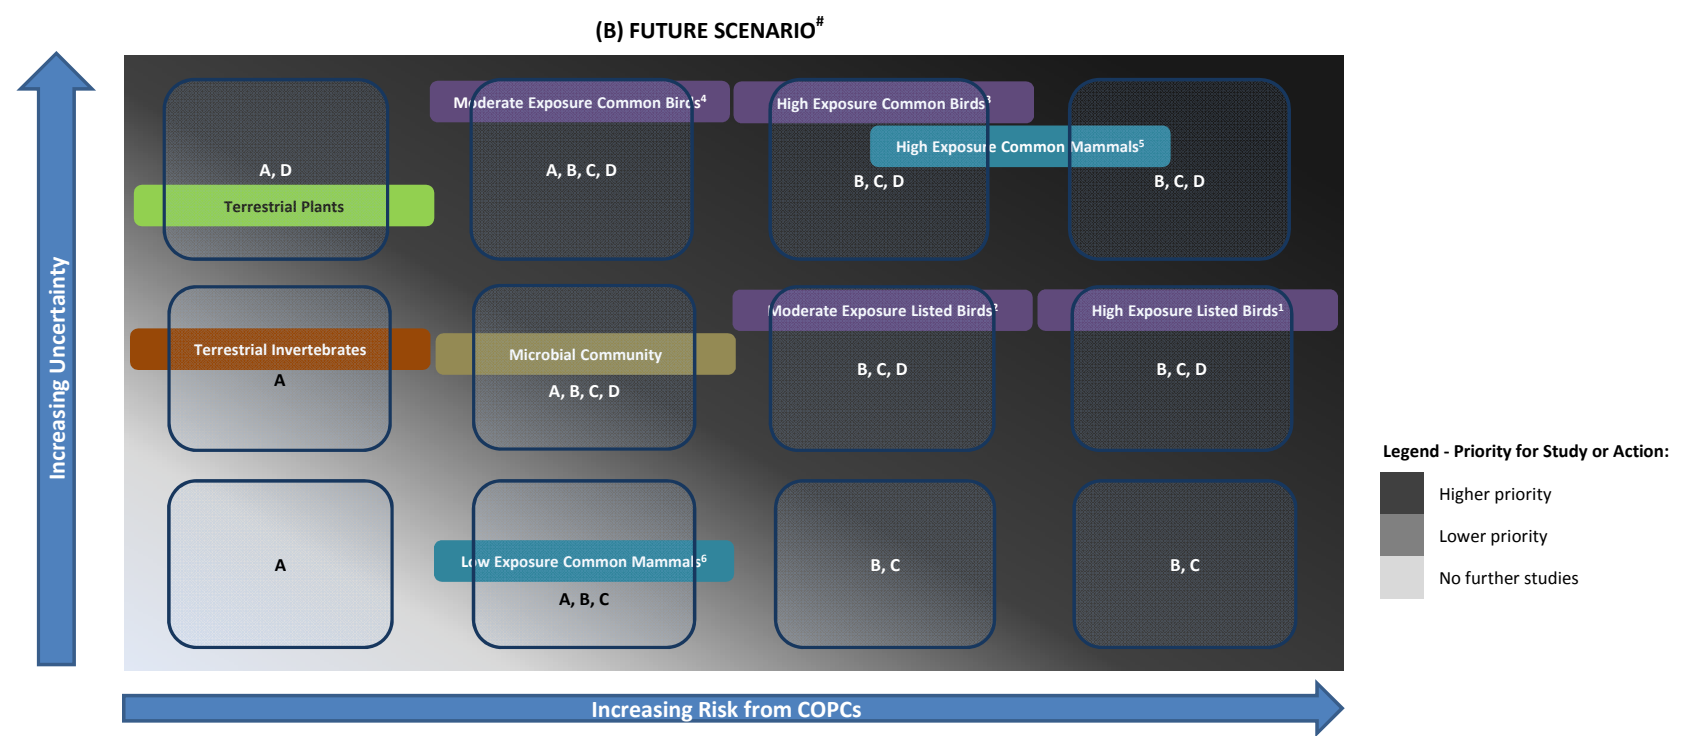 (B) FUTURE SCENARIO#
Increasing Uncertainty
Moderate Exposure Common Birds4
High Exposure Common Birds3
High Exposure Common Mammals5
A, D
A, B, C, D
B, C, D
B, C, D
Terrestrial Plants
Moderate Exposure Listed Birds2
High Exposure Listed Birds1
Terrestrial Invertebrates
Microbial Community
A
A, B, C, D
B, C, D
B, C, D
Low Exposure Common Mammals6
A
A, B, C
B, C
B, C
Legend - Priority for Study or Action:
Higher priority
Lower priority
No further studies
Increasing Risk from COPCs